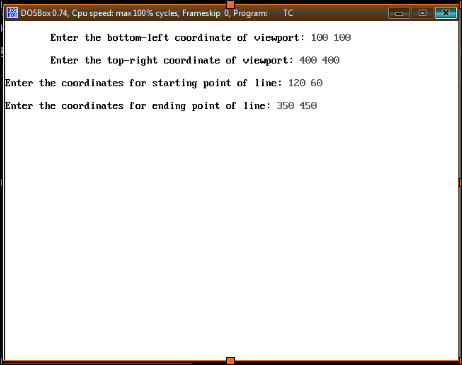 DOSBox 0.74, Cpu speed: max 100% cycles, Frameskip 0, Program: TC
Enter the bottom-left coordinate of viewport: 100 100
Enter the top-right coordinate of viewport: 400 400
Enter the coordinates for starting point of line: 120 60
Enter the coordinates for ending point of line: 350 450